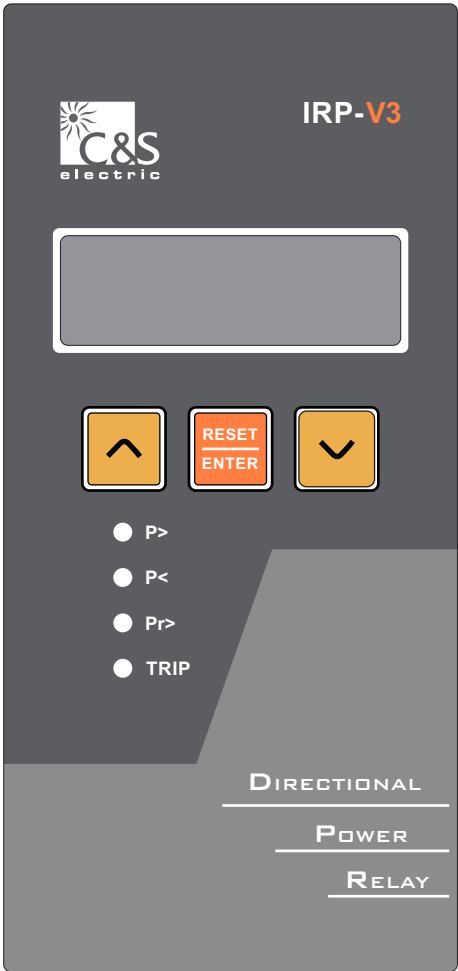 IRP-V3
C&S
electric
RESET
ENTER
P>
P<
Pr>
TRIP
DIRECTIONAL
POWER
RELAY